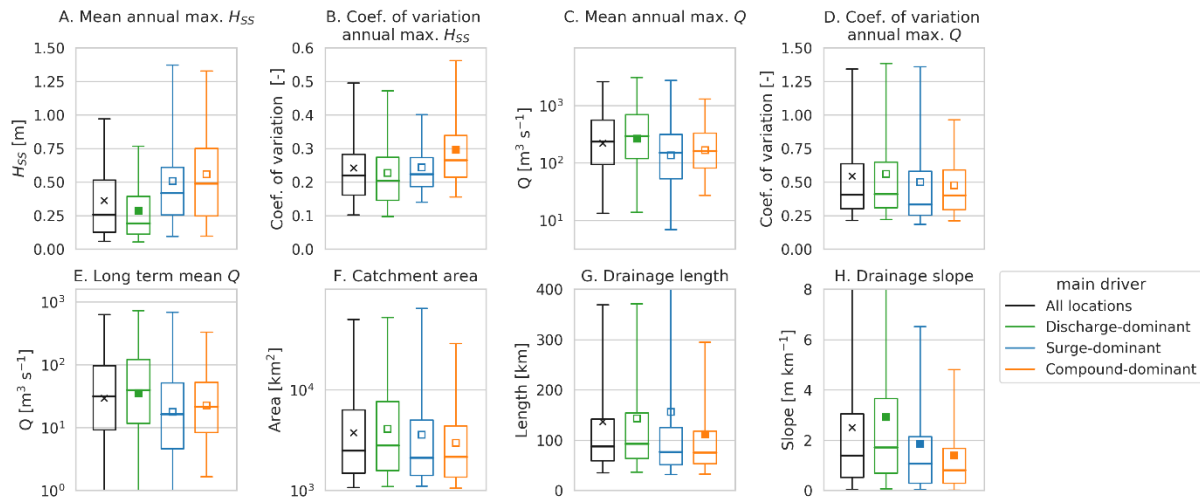 A. Mean annual max. H_SS
B. Coef. of variation
annual max. H_SS
C. Mean annual max. Q
D. Coef. of variation
annual max. Q
H_SS [m]
1.50
1.25
1.00
0.75
0.50
0.25
0.00
Coef. of variation [-]
0.6
0.5
0.4
0.3
0.2
0.1
0.0
Q [m³ s⁻¹]
10³
10²
10¹
Coef. of variation [-]
1.50
1.25
1.00
0.75
0.50
0.25
0.00
E. Long term mean Q
F. Catchment area
G. Drainage length
H. Drainage slope
Q [m³ s⁻¹]
10³
10²
10¹
10⁰
Area [km²]
10⁴
10³
Length [km]
400
300
200
100
0
Slope [m km⁻¹]
8
6
4
2
0
main driver
All locations
Discharge-dominant
Surge-dominant
Compound-dominant